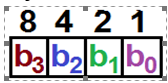 8 4 2 1
b₃ b₂ b₁ b₀